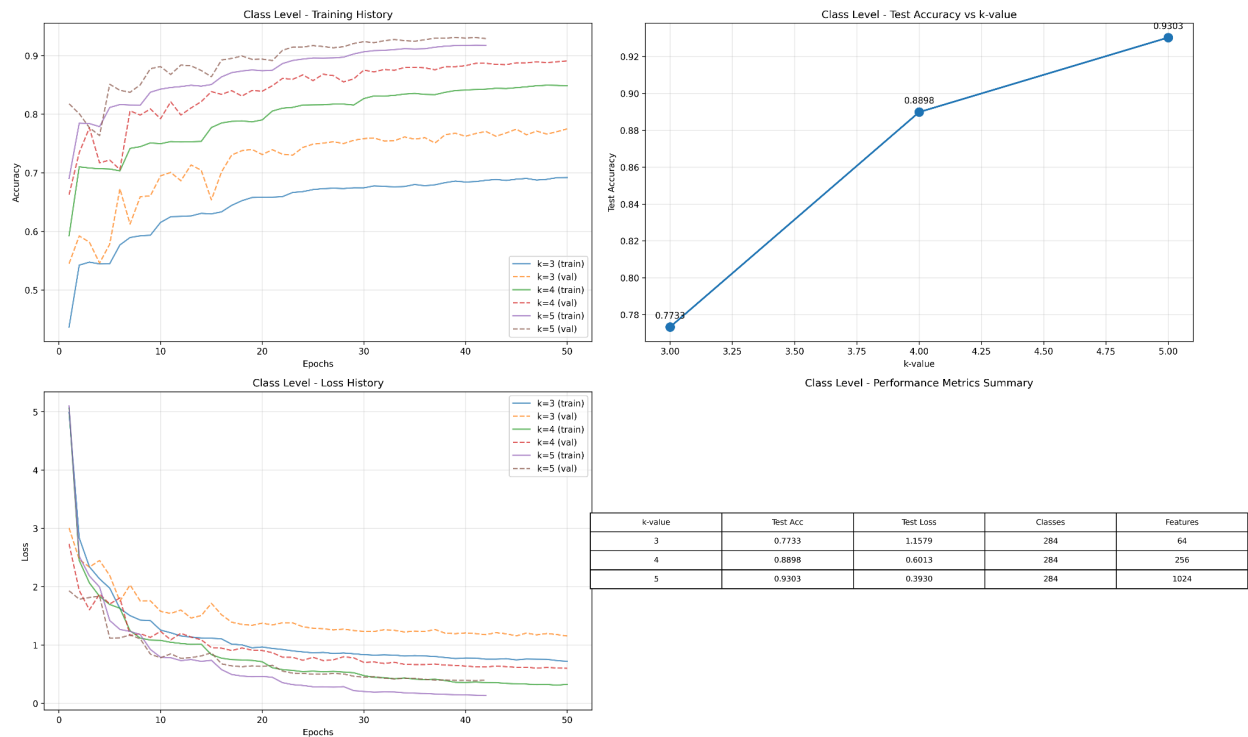 Class Level - Training History
Accuracy
0.9
0.8
0.7
0.6
0.5
0
10
20
30
40
50
Epochs
k=3 (train)
k=3 (val)
k=4 (train)
k=4 (val)
k=5 (train)
k=5 (val)
Class Level - Test Accuracy vs k-value
Test Accuracy
0.92
0.90
0.88
0.86
0.84
0.82
0.80
0.78
0.7733
0.8898
0.9303
3.00
3.25
3.50
3.75
4.00
4.25
4.50
4.75
5.00
k-value
Class Level - Loss History
Loss
5
4
3
2
1
0
0
10
20
30
40
50
Epochs
k=3 (train)
k=3 (val)
k=4 (train)
k=4 (val)
k=5 (train)
k=5 (val)
Class Level - Performance Metrics Summary
k-value Test Acc Test Loss Classes Features
3 0.7733 1.1579 284 64
4 0.8898 0.6013 284 256
5 0.9303 0.3930 284 1024